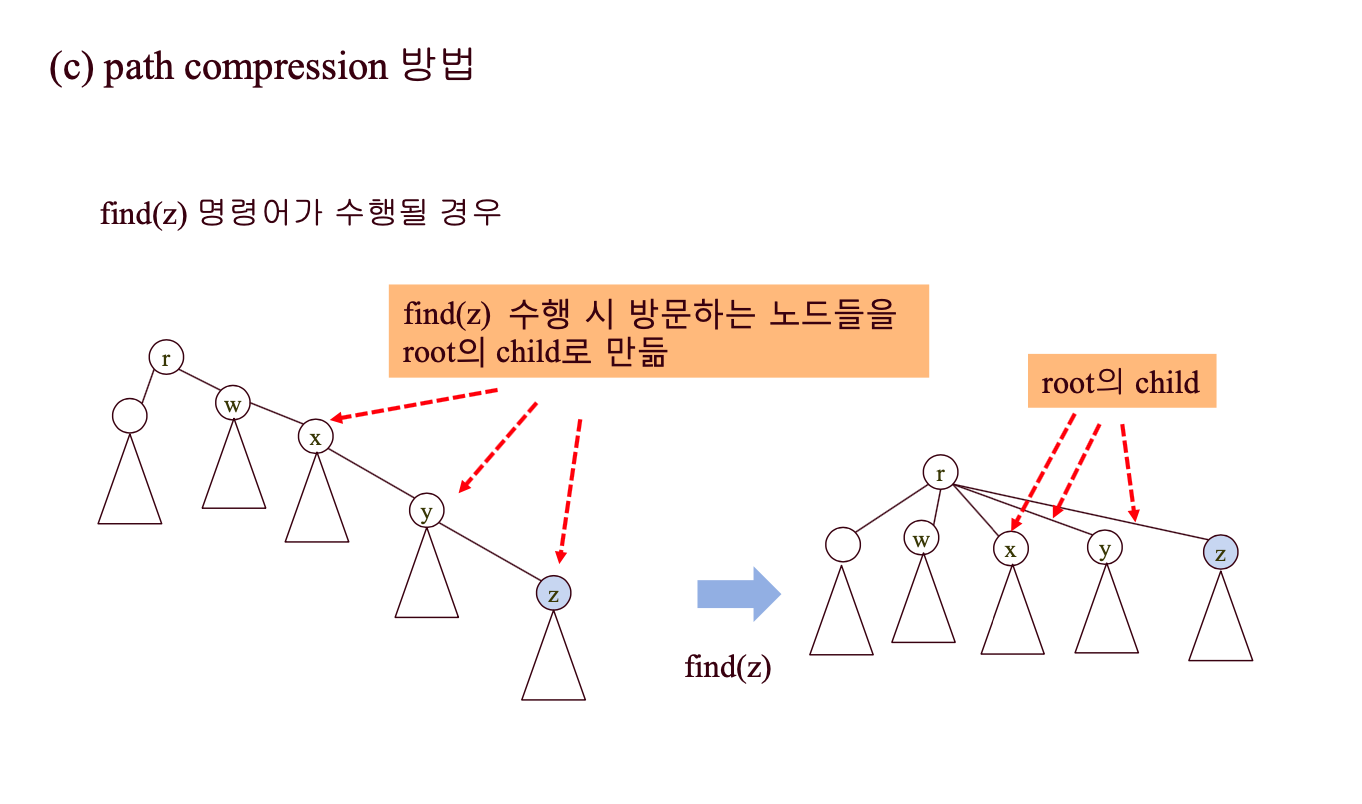 (c) path compression 방법
find(z) 명령어가 수행될 경우
find(z) 수행 시 방문하는 노드들을
root의 child로 만듦
root의 child
r
w
x
y
z
r
w
x
y
z
find(z)